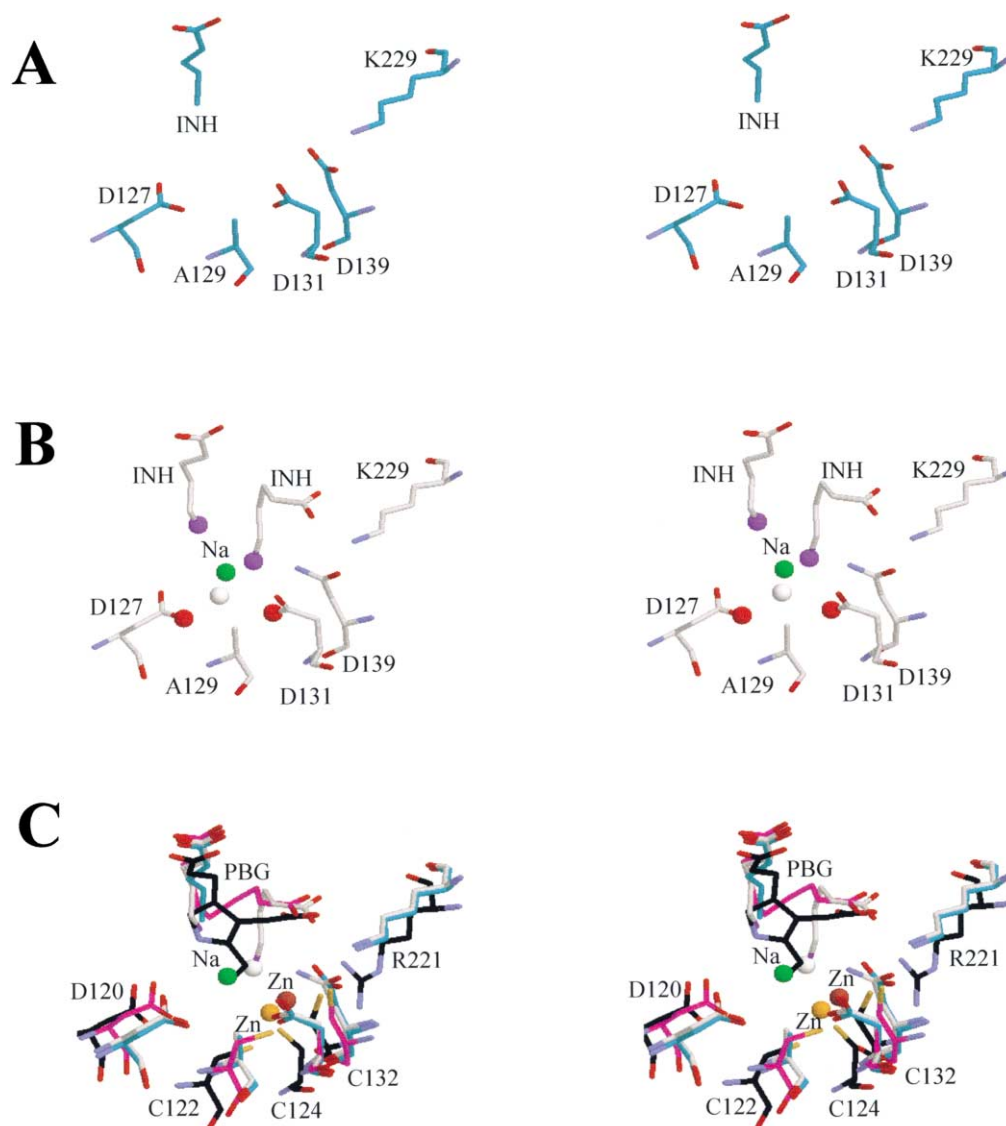 A
K229
K229
INH
INH
D127
D127
A129
D131
D139
A129
D131
D139
B
INH
INH
K229
INH
INH
K229
Na
Na
D127
D127
A129
D131
D139
A129
D131
D139
C
PBG
PBG
Na
R221
Na
R221
D120
Zn
Zn
D120
Zn
Zn
C122
C124
C132
C122
C124
C132